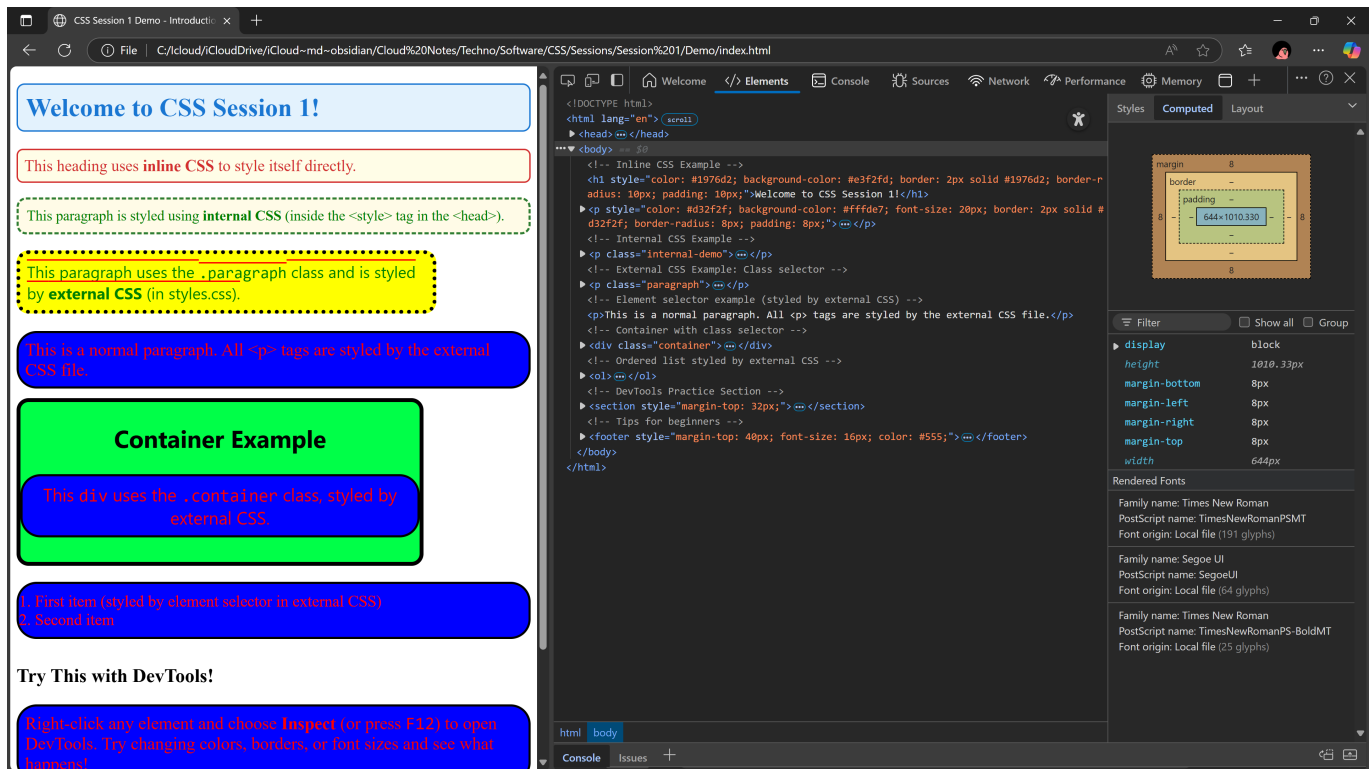 CSS Session 1 Demo - Introductio
File
C:/Icloud/iCloudDrive/iCloud~md~obsidian/Cloud%20Notes/Techno/Software/CSS/Sessions/Session%201/Demo/index.html
Welcome to CSS Session 1!
This heading uses inline CSS to style itself directly.
This paragraph is styled using internal CSS (inside the <style> tag in the <head>).
This paragraph uses the .paragraph class and is styled
by external CSS (in styles.css).
This is a normal paragraph. All <p> tags are styled by the external
CSS file.
Container Example
This div uses the .container class, styled by
external CSS.
1. First item (styled by element selector in external CSS)
2. Second item
Try This with DevTools!
Right-click any element and choose Inspect (or press F12) to open
DevTools. Try changing colors, borders, or font sizes and see what
happens!
Welcome
Elements
Console
Sources
Network
Performance
Memory
<!DOCTYPE html>
<html lang="en"> scroll
<head> </head>
<body> == $0
<!-- Inline CSS Example -->
<h1 style="color: #1976d2; background-color: #e3f2fd; border: 2px solid #1976d2; border-r
adius: 10px; padding: 10px;">Welcome to CSS Session 1!</h1>
<p style="color: #d32f2f; background-color: #fffde7; font-size: 20px; border: 2px solid #
d32f2f; border-radius: 8px; padding: 8px;"> </p>
<!-- Internal CSS Example -->
<p class="internal-demo"> </p>
<!-- External CSS Example: Class selector -->
<p class="paragraph"> </p>
<!-- Element selector example (styled by external CSS) -->
<p>This is a normal paragraph. All <p> tags are styled by the external CSS file.</p>
<!-- Container with class selector -->
<div class="container"> </div>
<!-- Ordered list styled by external CSS -->
<ol> </ol>
<!-- DevTools Practice Section -->
<section style="margin-top: 32px;"> </section>
<!-- Tips for beginners -->
<footer style="margin-top: 40px; font-size: 16px; color: #555;"> </footer>
</body>
</html>
html body
Console Issues
Styles Computed Layout
margin 8
border –
padding –
8 – – 644×1010.330 – – 8
–
–
8
Filter Show all Group
display block
height 1010.33px
margin-bottom 8px
margin-left 8px
margin-right 8px
margin-top 8px
width 644px
Rendered Fonts
Family name: Times New Roman
PostScript name: TimesNewRomanPSMT
Font origin: Local file (191 glyphs)
Family name: Segoe UI
PostScript name: SegoeUI
Font origin: Local file (64 glyphs)
Family name: Times New Roman
PostScript name: TimesNewRomanPS-BoldMT
Font origin: Local file (25 glyphs)